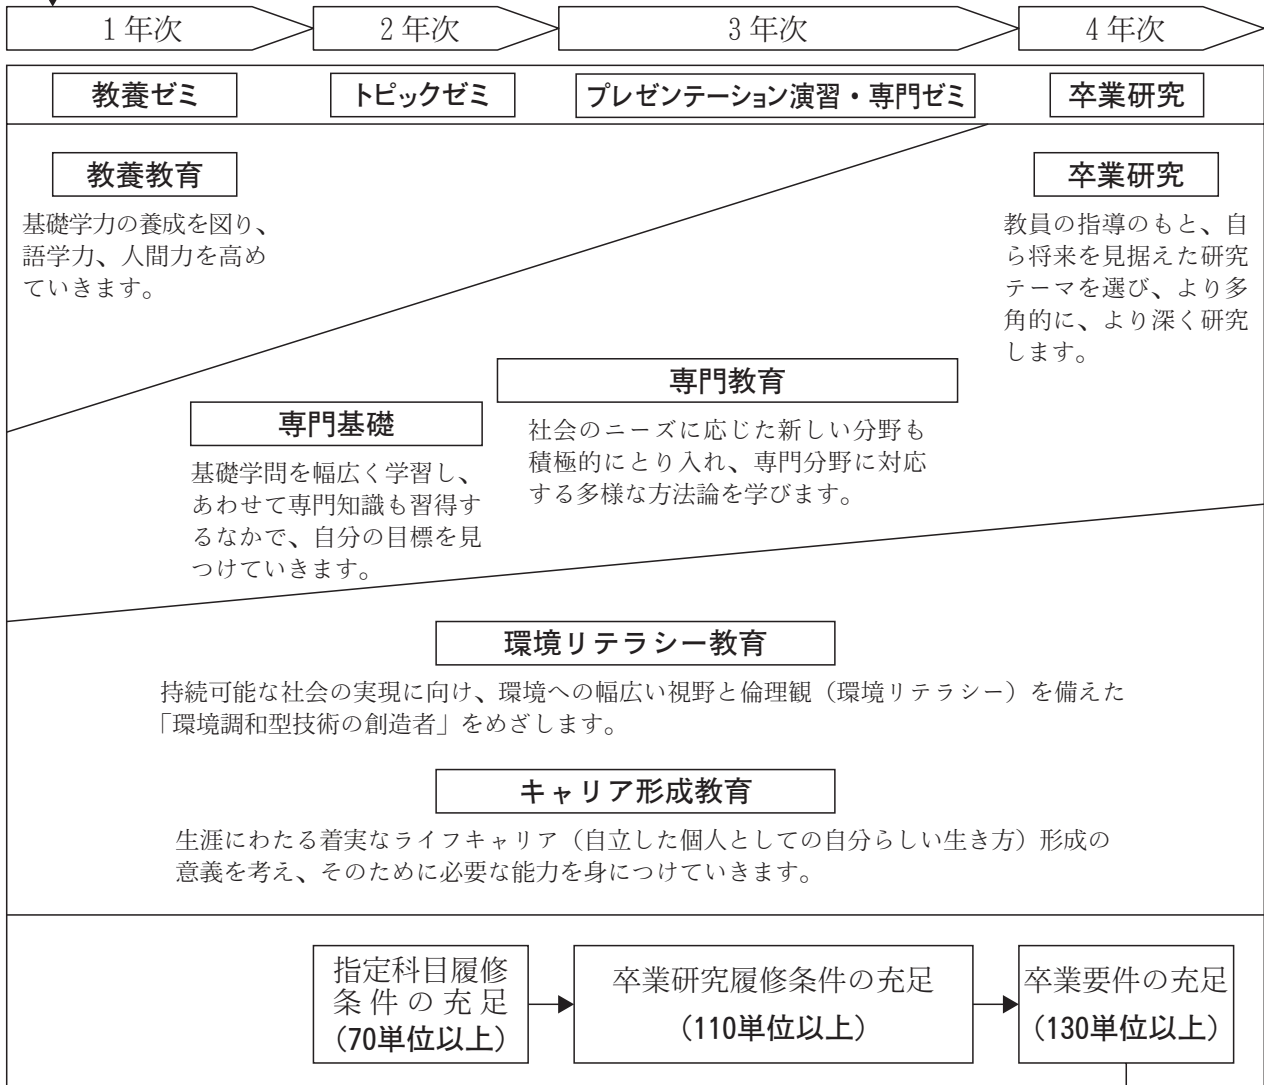 1年次
2年次
3年次
4年次
教養ゼミ
トピックゼミ
プレゼンテーション演習・専門ゼミ
卒業研究
教養教育
基礎学力の養成を図り、
語学力、人間力を高め
ていきます。
卒業研究
教員の指導のもと、自
ら将来を見据えた研究
テーマを選び、より多
角的に、より深く研究
します。
専門基礎
基礎学問を幅広く学習し、
あわせて専門知識も習得す
るなかで、自分の目標を見
つけていきます。
専門教育
社会のニーズに応じた新しい分野も
積極的にとり入れ、専門分野に対応
する多様な方法論を学びます。
環境リテラシー教育
持続可能な社会の実現に向け、環境への幅広い視野と倫理観（環境リテラシー）を備えた
「環境調和型技術の創造者」をめざします。
キャリア形成教育
生涯にわたる着実なライフキャリア（自立した個人としての自分らしい生き方）形成の
意義を考え、そのために必要な能力を身につけていきます。
指定科目履修
条件の充足
（70単位以上）
卒業研究履修条件の充足
（110単位以上）
卒業要件の充足
（130単位以上）